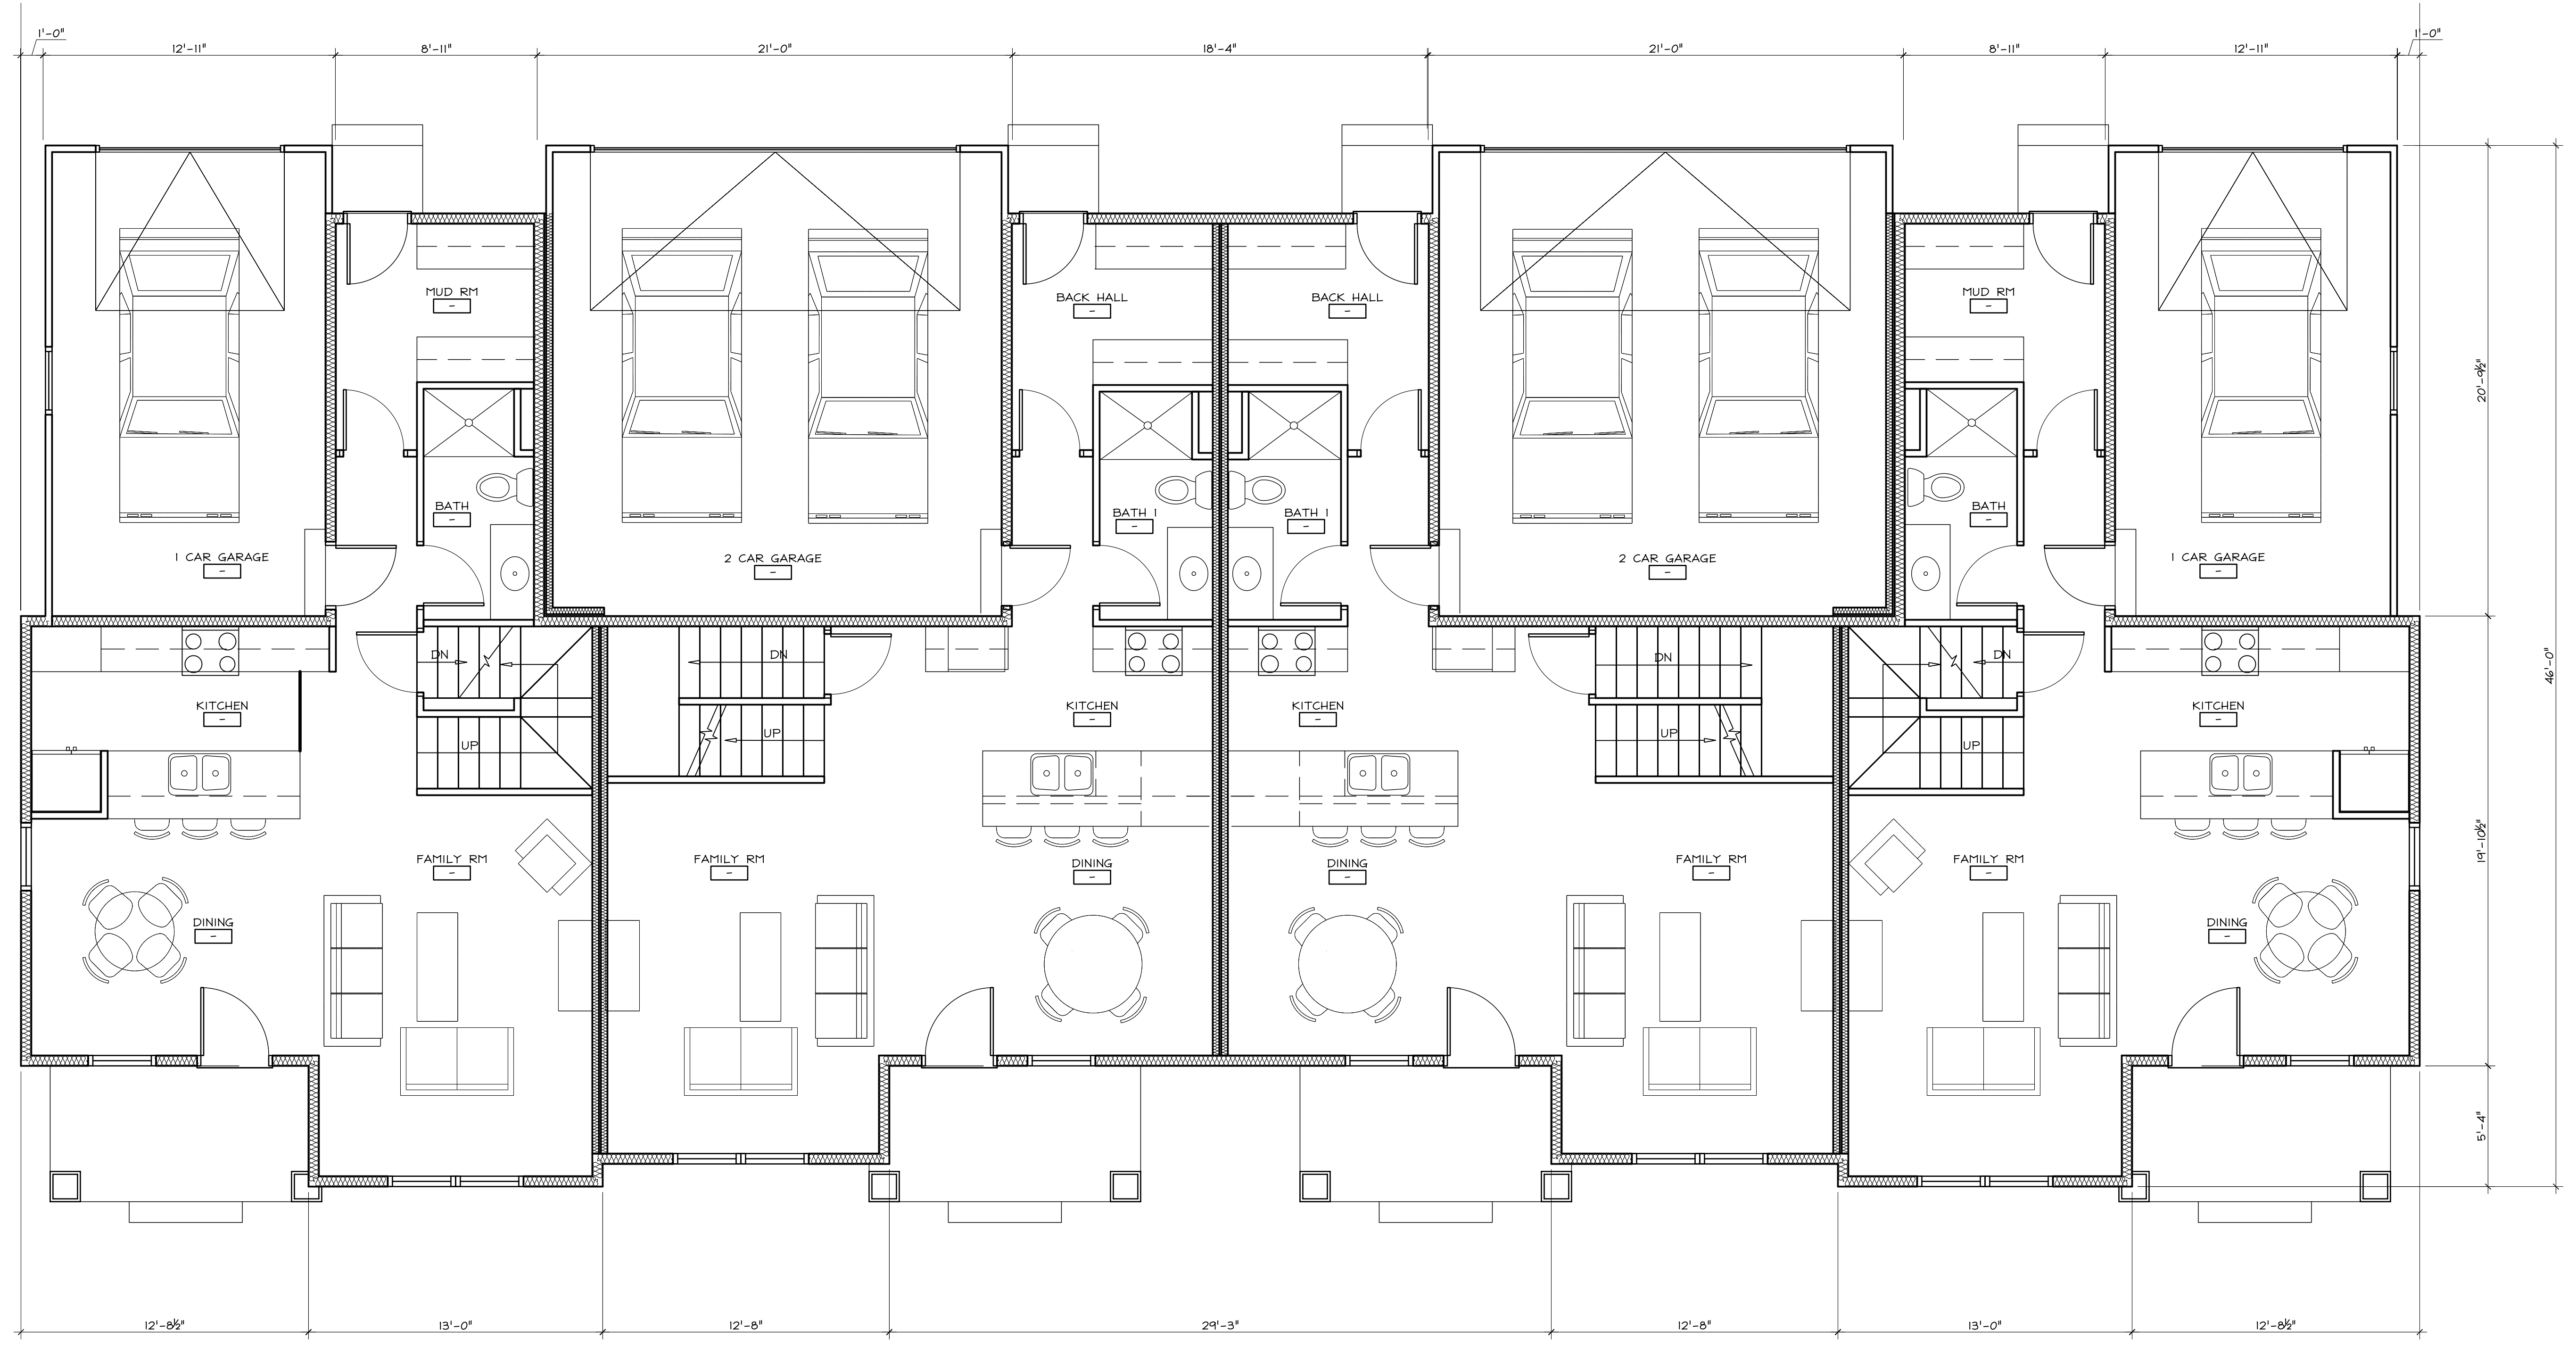 1'-0" 12'-11" 8'-11" 21'-0" 18'-4" 21'-0" 8'-11" 12'-11" 1'-0"
MUD RM BACK HALL BACK HALL MUD RM
- - - -
20'-9½"
BATH BATH 1 BATH 1 BATH
- - - -
1 CAR GARAGE 2 CAR GARAGE 2 CAR GARAGE 1 CAR GARAGE
- - - -
DN DN DN DN
46'-0"
KITCHEN KITCHEN KITCHEN KITCHEN
- - - -
UP UP UP UP
19'-10½"
FAMILY RM FAMILY RM DINING DINING FAMILY RM FAMILY RM
- - - - - -
DINING DINING
- -
5'-4"
12'-8½" 13'-0" 12'-8" 29'-3" 12'-8" 13'-0" 12'-8½"